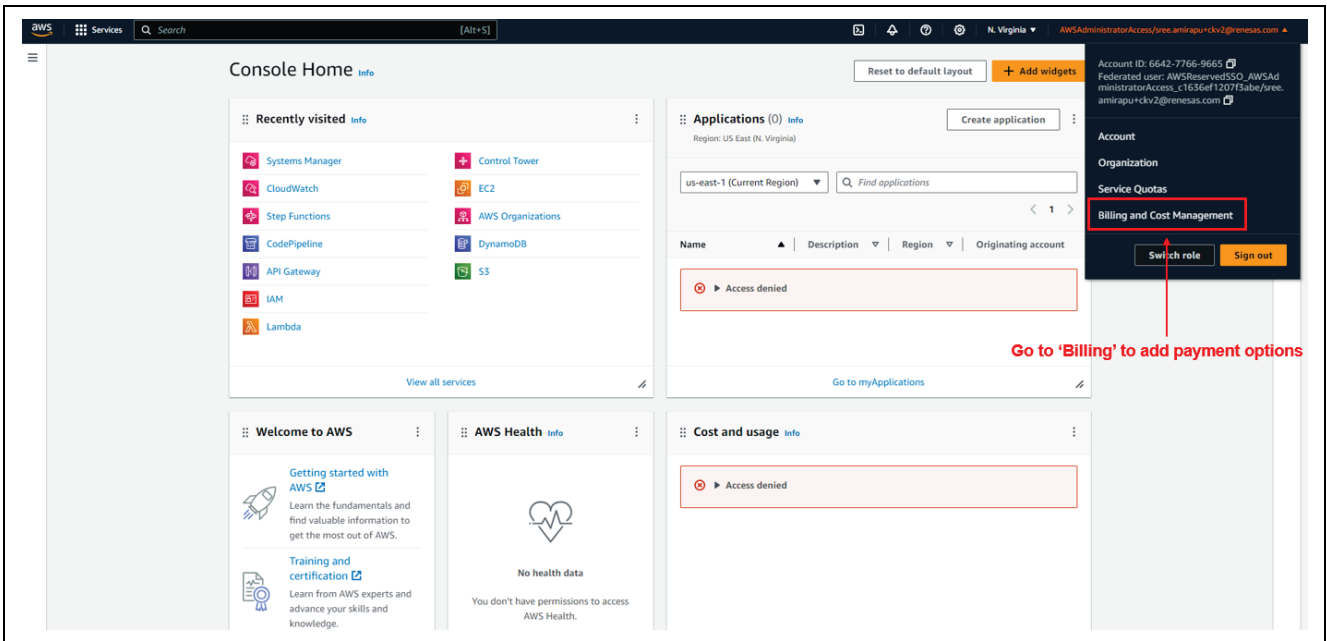 aws
Services
Search
[Alt+S]
N. Virginia
AWSAdministratorAccess/sree.amirapu+ckv2@renesas.com
Account ID: 6642-7766-9665
Federated user: AWSReservedSSO_AWSAd
ministratorAccess_c1636ef1207f3abe/sree.
amirapu+ckv2@renesas.com
Account
Organization
Service Quotas
Billing and Cost Management
Switch role
Sign out
Go to ‘Billing’ to add payment options
Console Home Info
Reset to default layout
+ Add widgets
Recently visited Info
Systems Manager
CloudWatch
Step Functions
CodePipeline
API Gateway
IAM
Lambda
Control Tower
EC2
AWS Organizations
DynamoDB
S3
View all services
Applications (0) Info
Region: US East (N. Virginia)
Create application
us-east-1 (Current Region)
Find applications
1
Name
Description
Region
Originating account
Access denied
Go to myApplications
Welcome to AWS
Getting started with
AWS
Learn the fundamentals and
find valuable information to
get the most out of AWS.
Training and
certification
Learn from AWS experts and
advance your skills and
knowledge.
AWS Health Info
No health data
You don't have permissions to access
AWS Health.
Cost and usage Info
Access denied